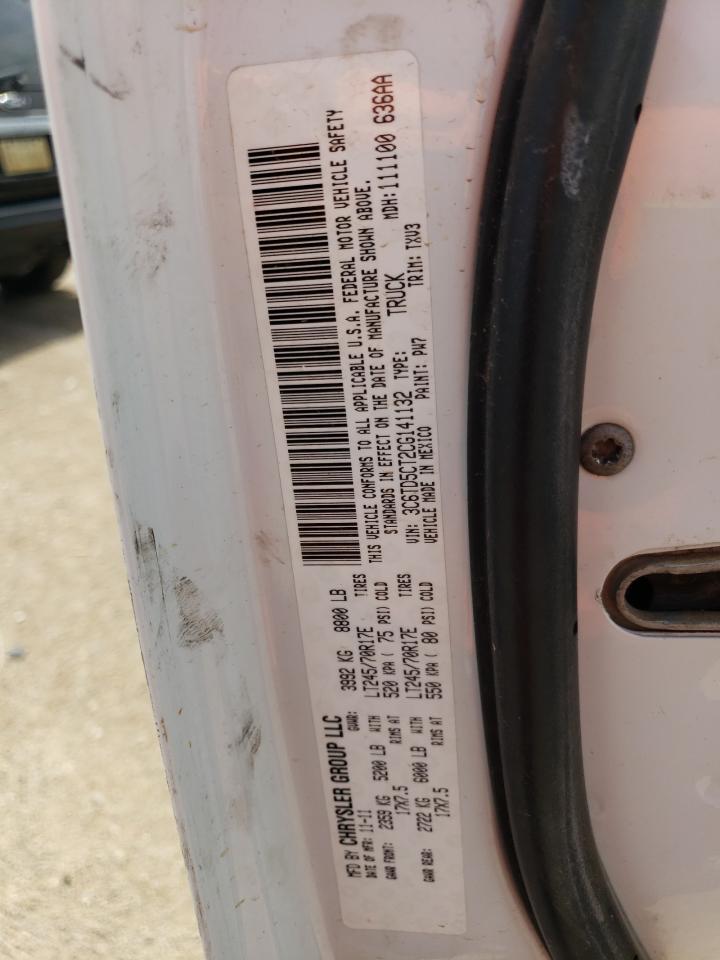 MFD BY CHRYSLER GROUP LLC
DATE OF MFR: 11-11 GVWR: 3992 KG 8800 LB
GAWR FRONT: 2359 KG 5200 LB WITH LT245/70R17E TIRES
17X7.5 RIMS AT 520 KPA ( 75 PSI) COLD
GAWR REAR: 2722 KG 6000 LB WITH LT245/70R17E TIRES
17X7.5 RIMS AT 550 KPA ( 80 PSI) COLD
THIS VEHICLE CONFORMS TO ALL APPLICABLE U.S.A. FEDERAL MOTOR VEHICLE SAFETY
STANDARDS IN EFFECT ON THE DATE OF MANUFACTURE SHOWN ABOVE.
VIN: 3C6TD5CT2CG141132 TYPE: TRUCK MDH:111100 636AA
VEHICLE MADE IN MEXICO PAINT: PW7 TRIM: TXV3